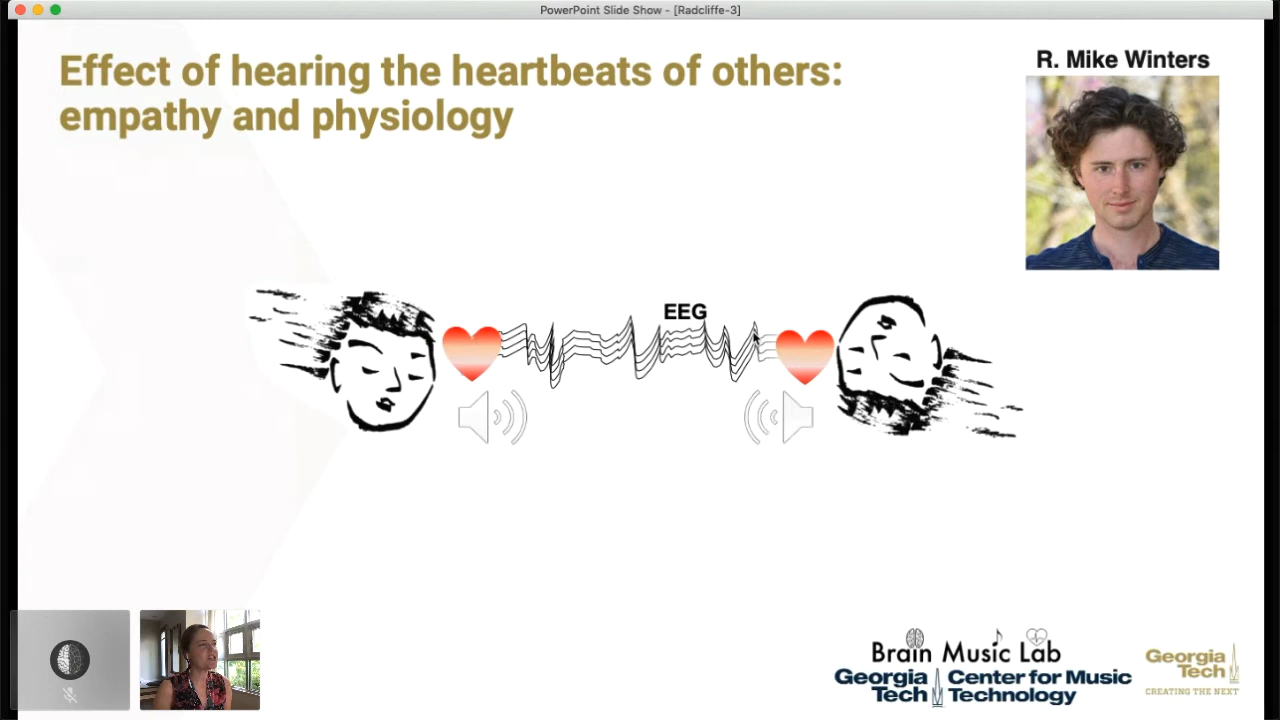 PowerPoint Slide Show - [Radcliffe-3]
Effect of hearing the heartbeats of others:
empathy and physiology
R. Mike Winters
EEG
Brain Music Lab
Georgia Tech
Center for Music Technology
Georgia Tech
CREATING THE NEXT